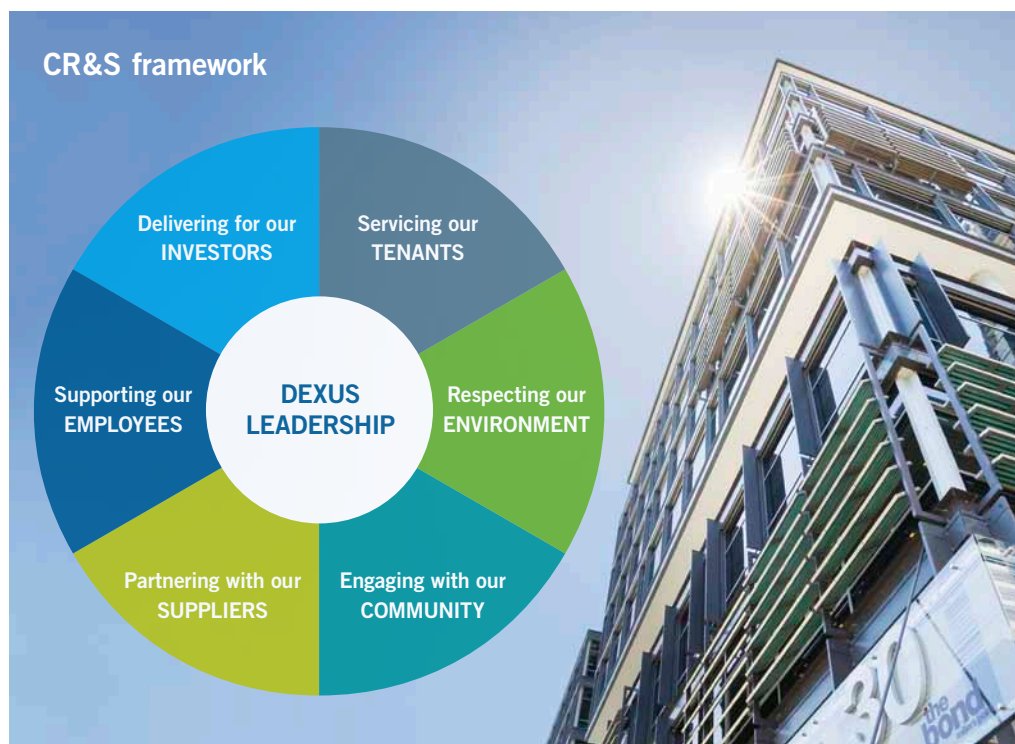 CR&S framework
Delivering for our
INVESTORS
Servicing our
TENANTS
Supporting our
EMPLOYEES
DEXUS
LEADERSHIP
Respecting our
ENVIRONMENT
Partnering with our
SUPPLIERS
Engaging with our
COMMUNITY
30
the
bond